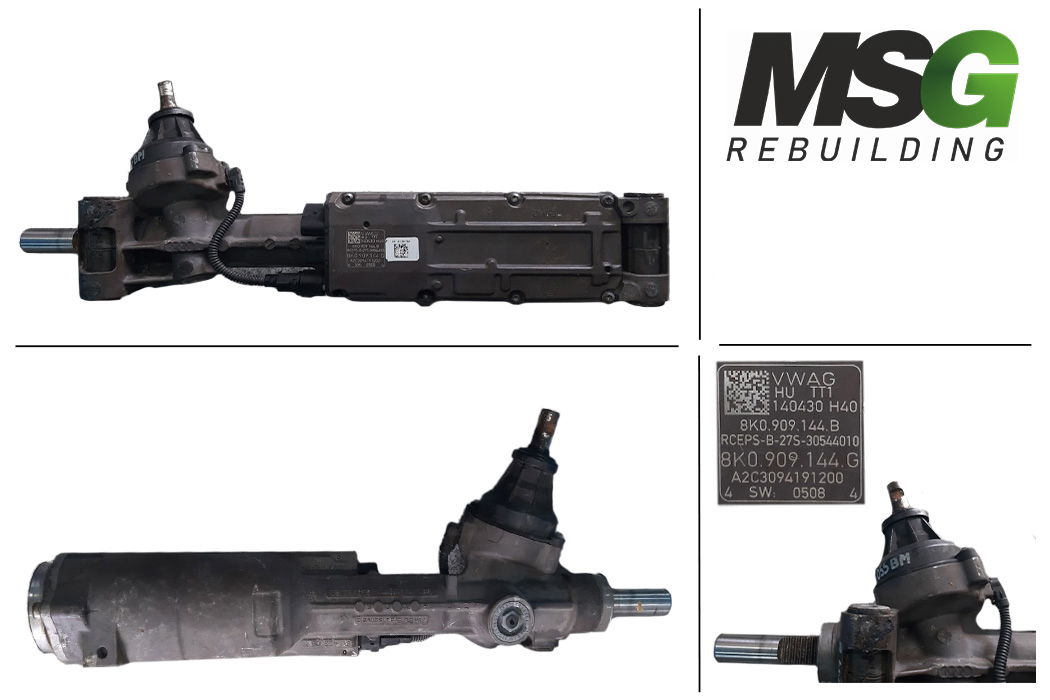 MSG
REBUILDING
VWAG
HU TT1
140430 H40
8K0.909.144.B
RCEPS-B-27S-30544010
8K0.909.144.G
A2C3094191200
4 SW: 0508 4
055BM